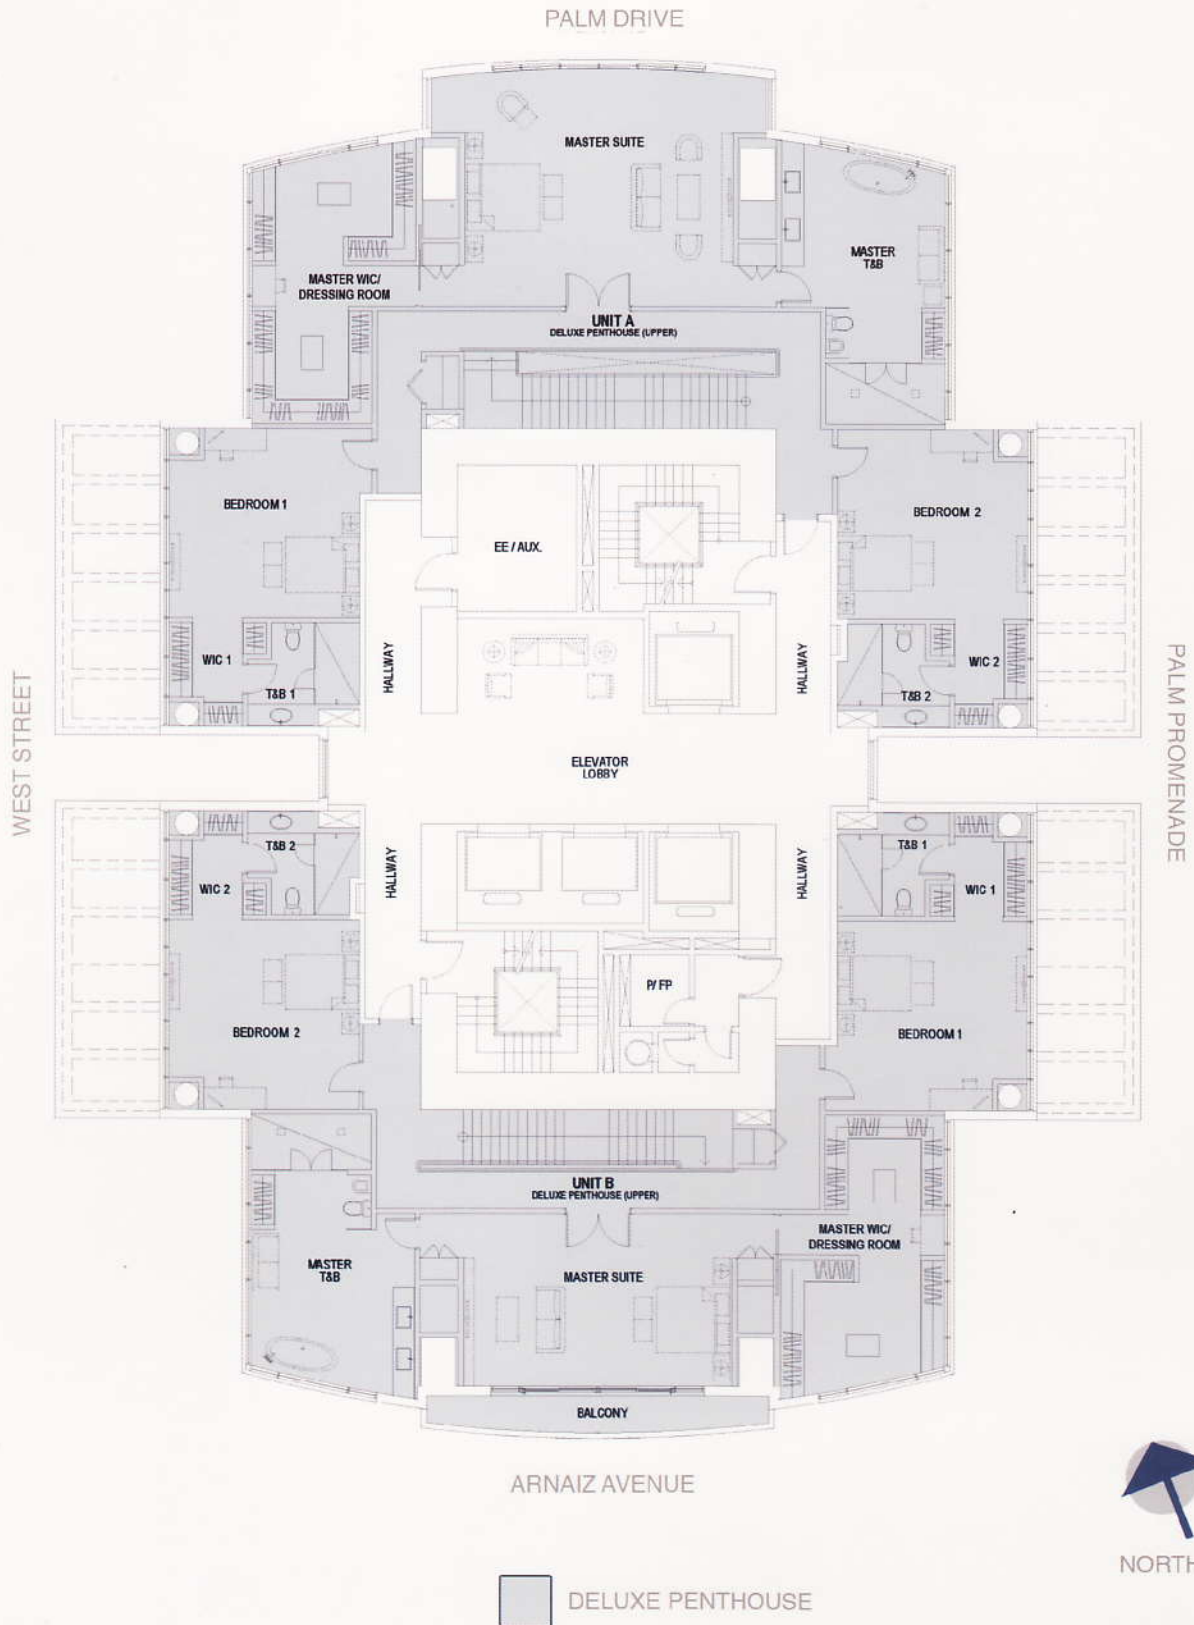 PALM DRIVE
MASTER SUITE
MASTER
T&B
MASTER WIC/
DRESSING ROOM
UNIT A
DELUXE PENTHOUSE (UPPER)
BEDROOM 1
BEDROOM 2
EE / AUX.
WIC 1
T&B 1
HALLWAY
HALLWAY
WIC 2
T&B 2
WEST STREET
PALM PROMENADE
ELEVATOR
LOBBY
T&B 2
WIC 2
HALLWAY
HALLWAY
T&B 1
WIC 1
P/ FP
BEDROOM 2
BEDROOM 1
UNIT B
DELUXE PENTHOUSE (UPPER)
MASTER WIC/
DRESSING ROOM
MASTER
T&B
MASTER SUITE
BALCONY
ARNAIZ AVENUE
NORTH
DELUXE PENTHOUSE